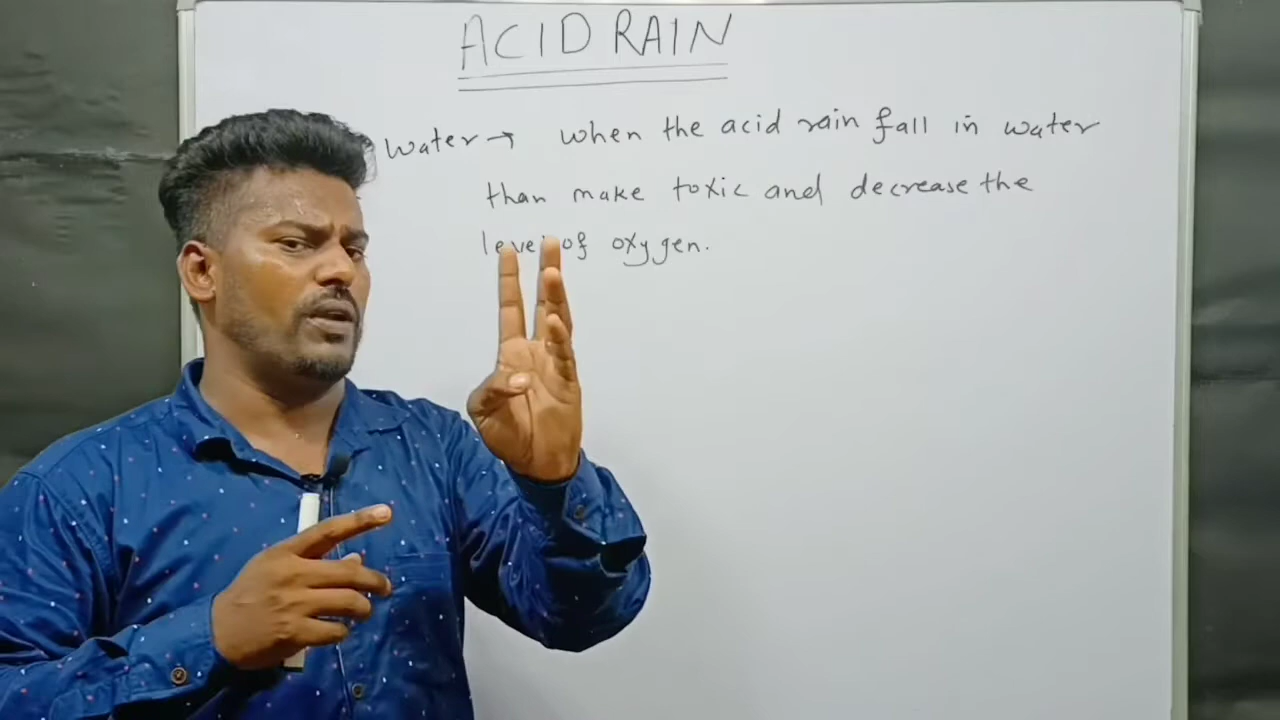 ACID RAIN
Water → when the acid rain fall in water
than make toxic and decrease the
level of oxygen.